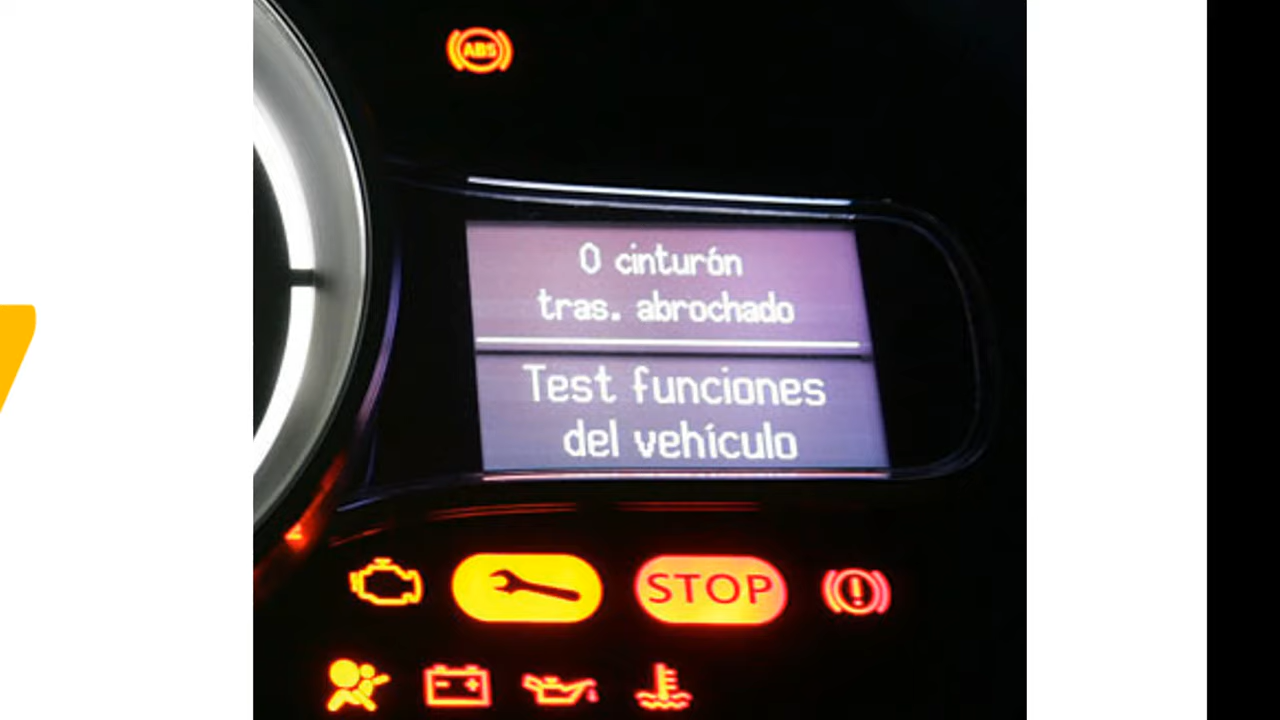 ABS
0 cinturón
tras. abrochado
Test funciones
del vehículo
STOP